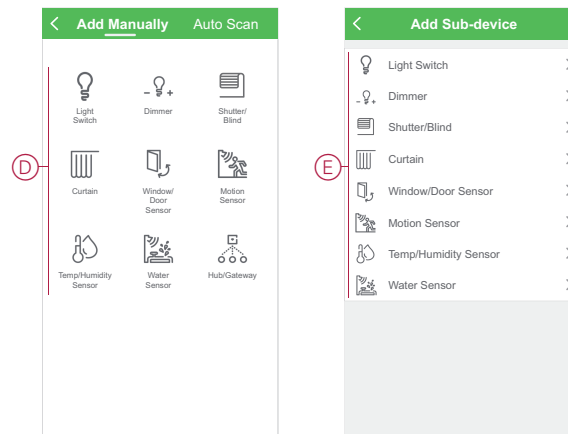 Add Manually Auto Scan
Light
Switch
Dimmer
Shutter/
Blind
D
Curtain
Window/
Door
Sensor
Motion
Sensor
Temp/Humidity
Sensor
Water
Sensor
Hub/Gateway
Add Sub-device
Light Switch
Dimmer
Shutter/Blind
E
Curtain
Window/Door Sensor
Motion Sensor
Temp/Humidity Sensor
Water Sensor